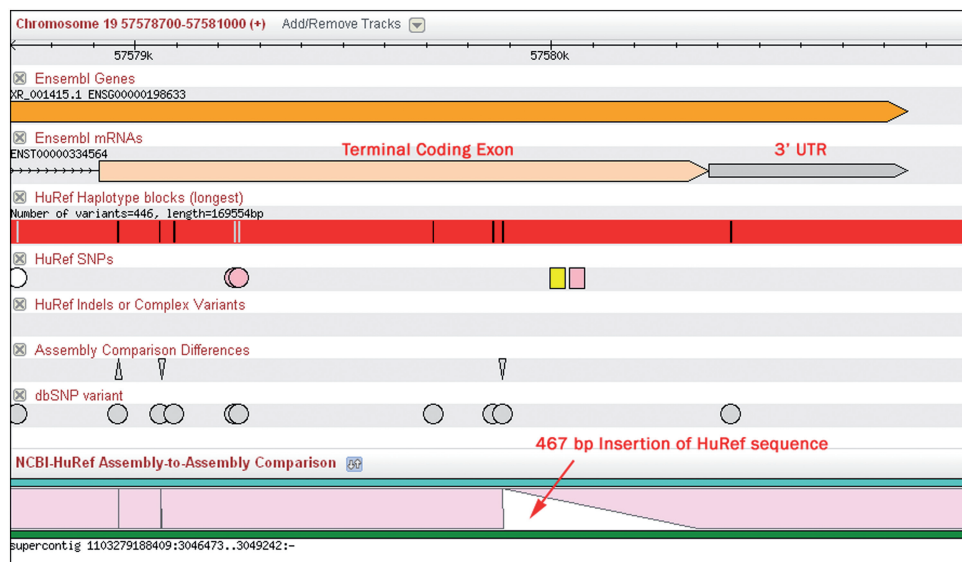 Chromosome 19 57578700-57581000 (+) Add/Remove Tracks
57579k 57580k
Ensembl Genes
XR_001415.1 ENSG00000198633
Ensembl mRNAs
ENST00000334564
Terminal Coding Exon 3' UTR
HuRef Haplotype blocks (longest)
Number of variants=446, length=169554bp
HuRef SNPs
HuRef Indels or Complex Variants
Assembly Comparison Differences
dbSNP variant
467 bp Insertion of HuRef sequence
NCBI-HuRef Assembly-to-Assembly Comparison
supercontig 1103279188409:3046473..3049242:-